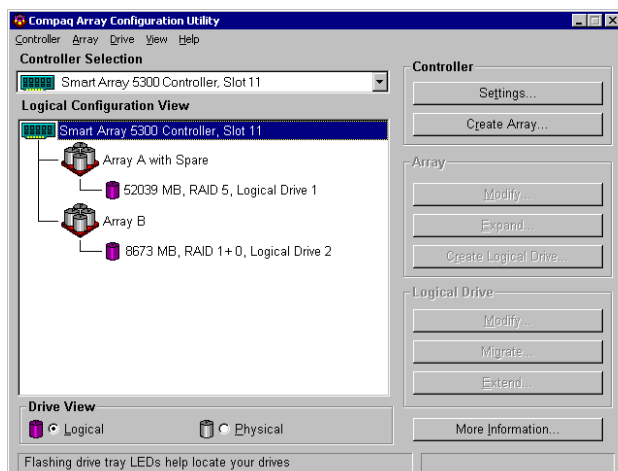 Compaq Array Configuration Utility
Controller Array Drive View Help
Controller Selection
Smart Array 5300 Controller, Slot 11
Logical Configuration View
Smart Array 5300 Controller, Slot 11
Array A with Spare
52039 MB, RAID 5, Logical Drive 1
Array B
8673 MB, RAID 1+0, Logical Drive 2
Drive View
Logical Physical
Controller
Settings...
Create Array...
Array
Modify...
Expand...
Create Logical Drive...
Logical Drive
Modify...
Migrate...
Extend...
More Information...
Flashing drive tray LEDs help locate your drives